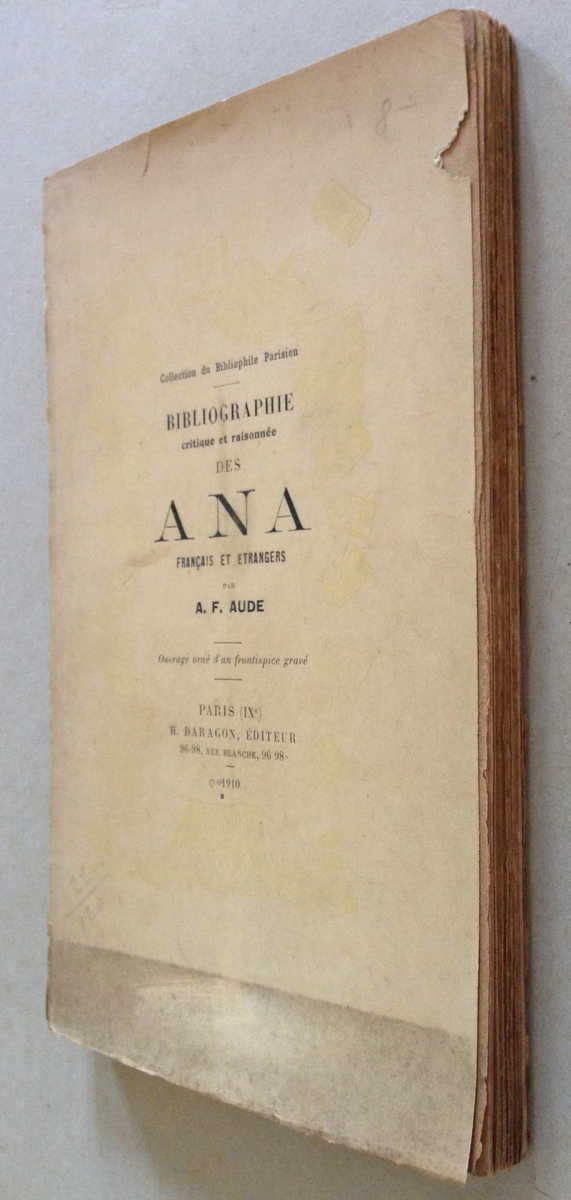 8-
Collection du Bibliophile Parisien
BIBLIOGRAPHIE
critique et raisonnée
DES
ANA
FRANÇAIS ET ETRANGERS
PAR
A. F. AUDE
Ouvrage orné d'un frontispice gravé
PARIS (IXe)
H. DARAGON, ÉDITEUR
96-98, RUE BLANCHE, 96 98
1910